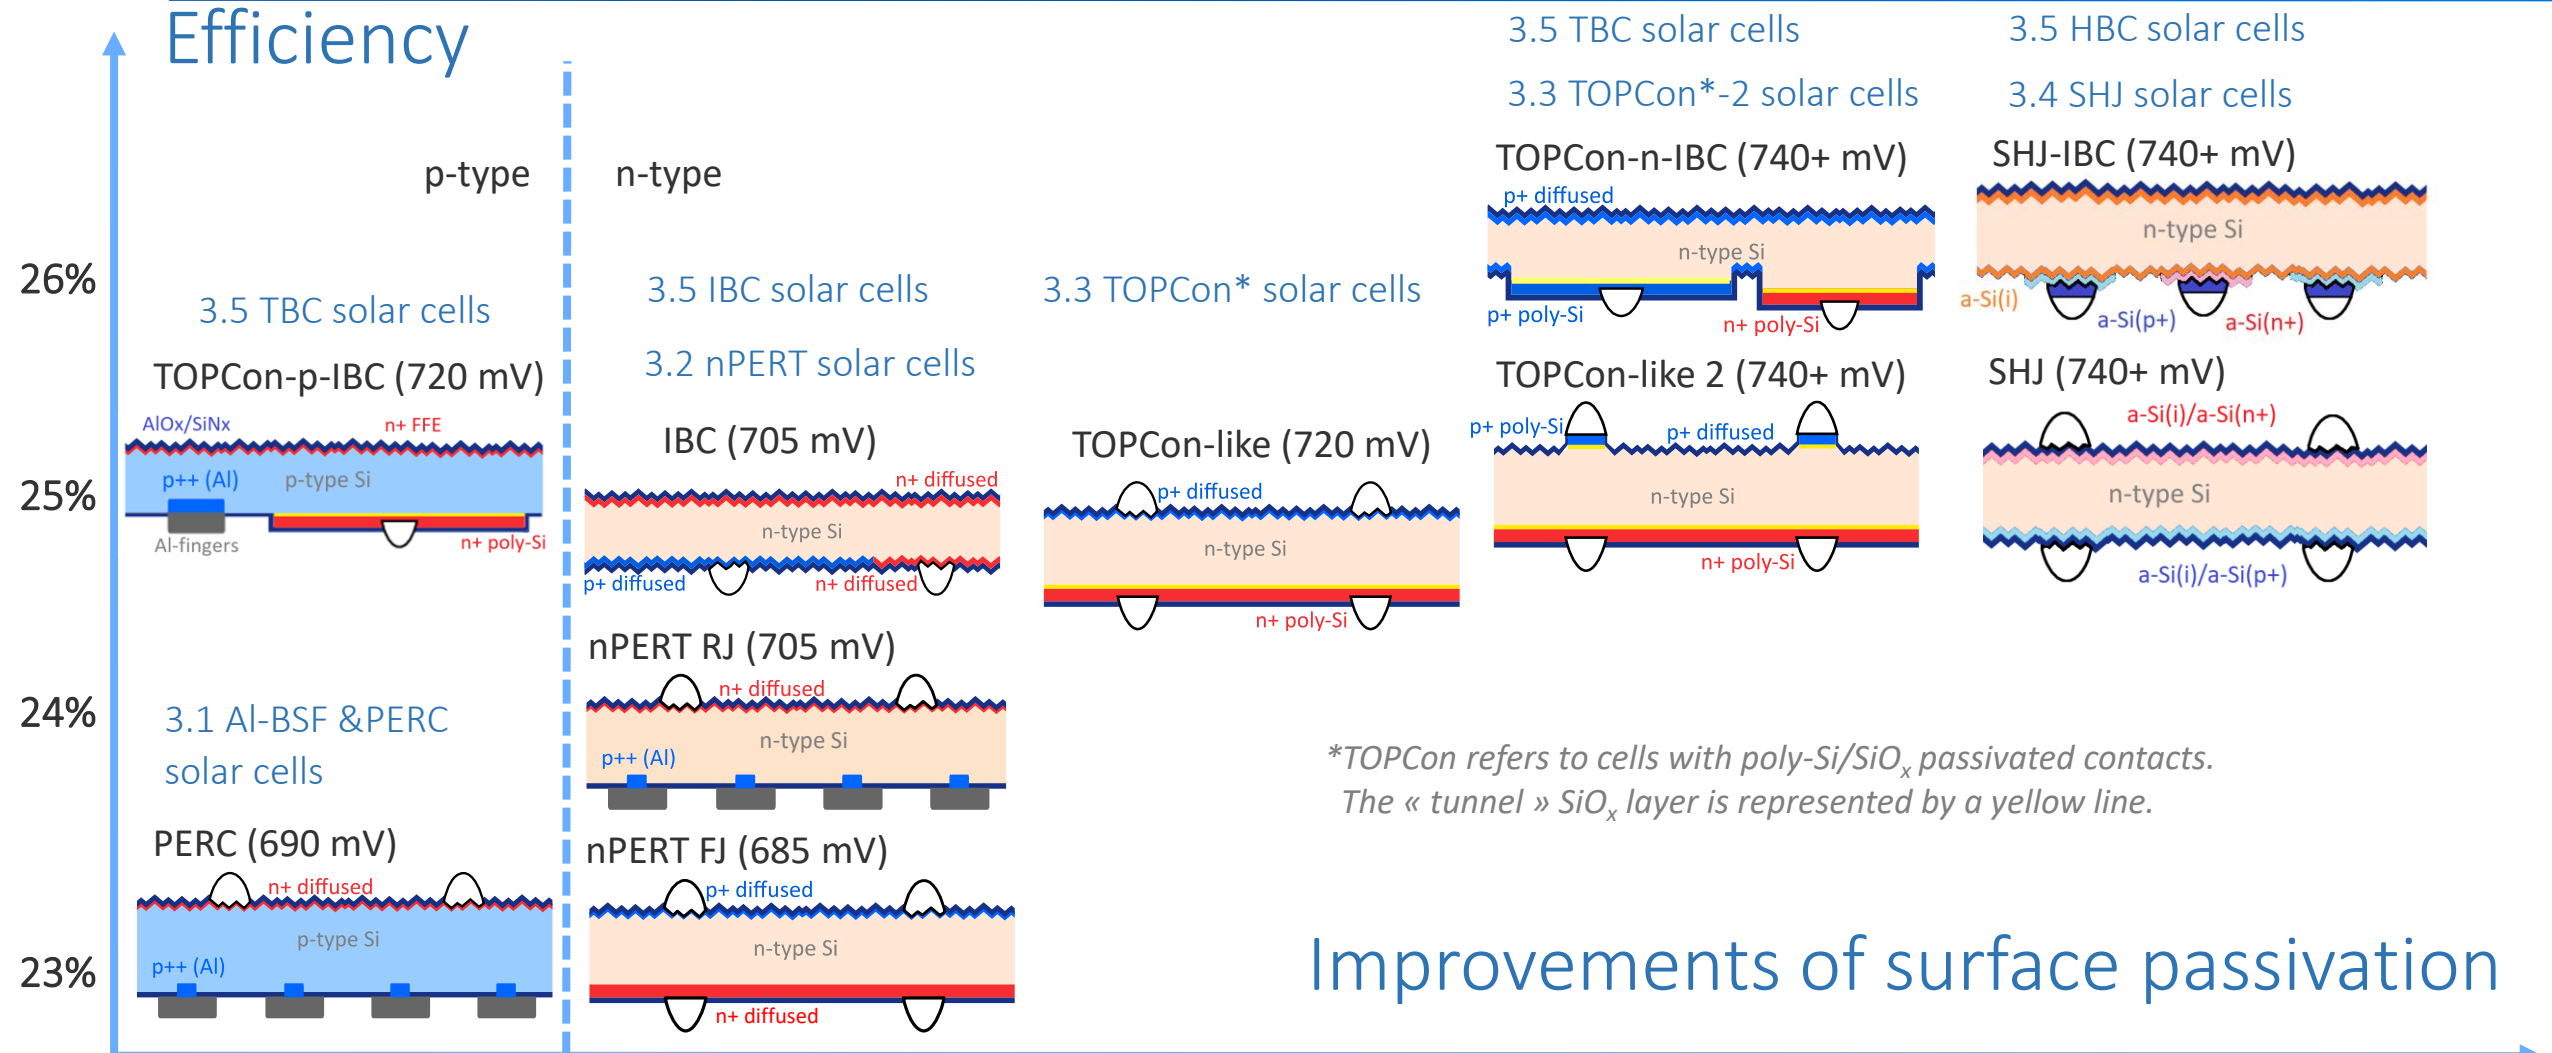 Efficiency
p-type
n-type
26%
25%
24%
23%
3.5 TBC solar cells
TOPCon-p-IBC (720 mV)
AlOx/SiNx
n+ FFE
p++ (Al)
p-type Si
Al-fingers
n+ poly-Si
3.1 Al-BSF &PERC
solar cells
PERC (690 mV)
n+ diffused
p-type Si
p++ (Al)
3.5 IBC solar cells
3.2 nPERT solar cells
IBC (705 mV)
n+ diffused
n-type Si
p+ diffused
n+ diffused
nPERT RJ (705 mV)
n+ diffused
n-type Si
p++ (Al)
nPERT FJ (685 mV)
p+ diffused
n-type Si
n+ diffused
3.3 TOPCon* solar cells
TOPCon-like (720 mV)
p+ diffused
n-type Si
n+ poly-Si
3.5 TBC solar cells
3.3 TOPCon*-2 solar cells
TOPCon-n-IBC (740+ mV)
p+ diffused
n-type Si
p+ poly-Si
n+ poly-Si
TOPCon-like 2 (740+ mV)
p+ poly-Si
p+ diffused
n-type Si
n+ poly-Si
3.5 HBC solar cells
3.4 SHJ solar cells
SHJ-IBC (740+ mV)
n-type Si
a-Si(i)
a-Si(p+)
a-Si(n+)
SHJ (740+ mV)
a-Si(i)/a-Si(n+)
n-type Si
a-Si(i)/a-Si(p+)
*TOPCon refers to cells with poly-Si/SiOx passivated contacts.
The « tunnel » SiOx layer is represented by a yellow line.
Improvements of surface passivation